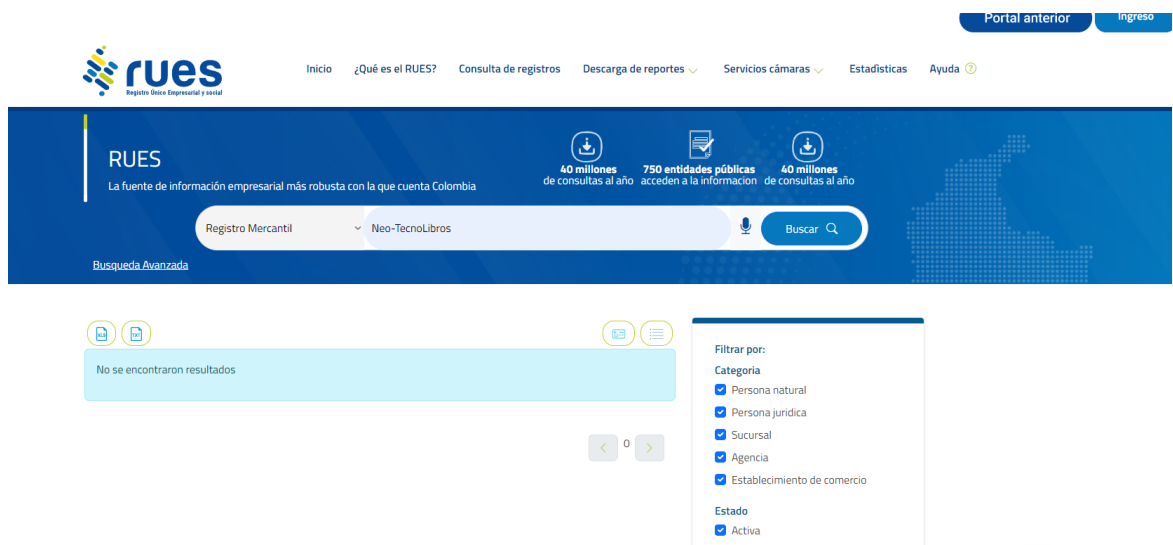 Portal anterior
Ingreso
rues
Registro Único Empresarial y social
Inicio
¿Qué es el RUES?
Consulta de registros
Descarga de reportes
Servicios cámaras
Estadísticas
Ayuda ?
RUES
La fuente de información empresarial más robusta con la que cuenta Colombia
40 millones
de consultas al año
750 entidades públicas
acceden a la informacion
40 millones
de consultas al año
Registro Mercantil
Neo-TecnoLibros
Buscar
Busqueda Avanzada
XLS
TXT
No se encontraron resultados
0
Filtrar por:
Categoria
Persona natural
Persona juridica
Sucursal
Agencia
Establecimiento de comercio
Estado
Activa